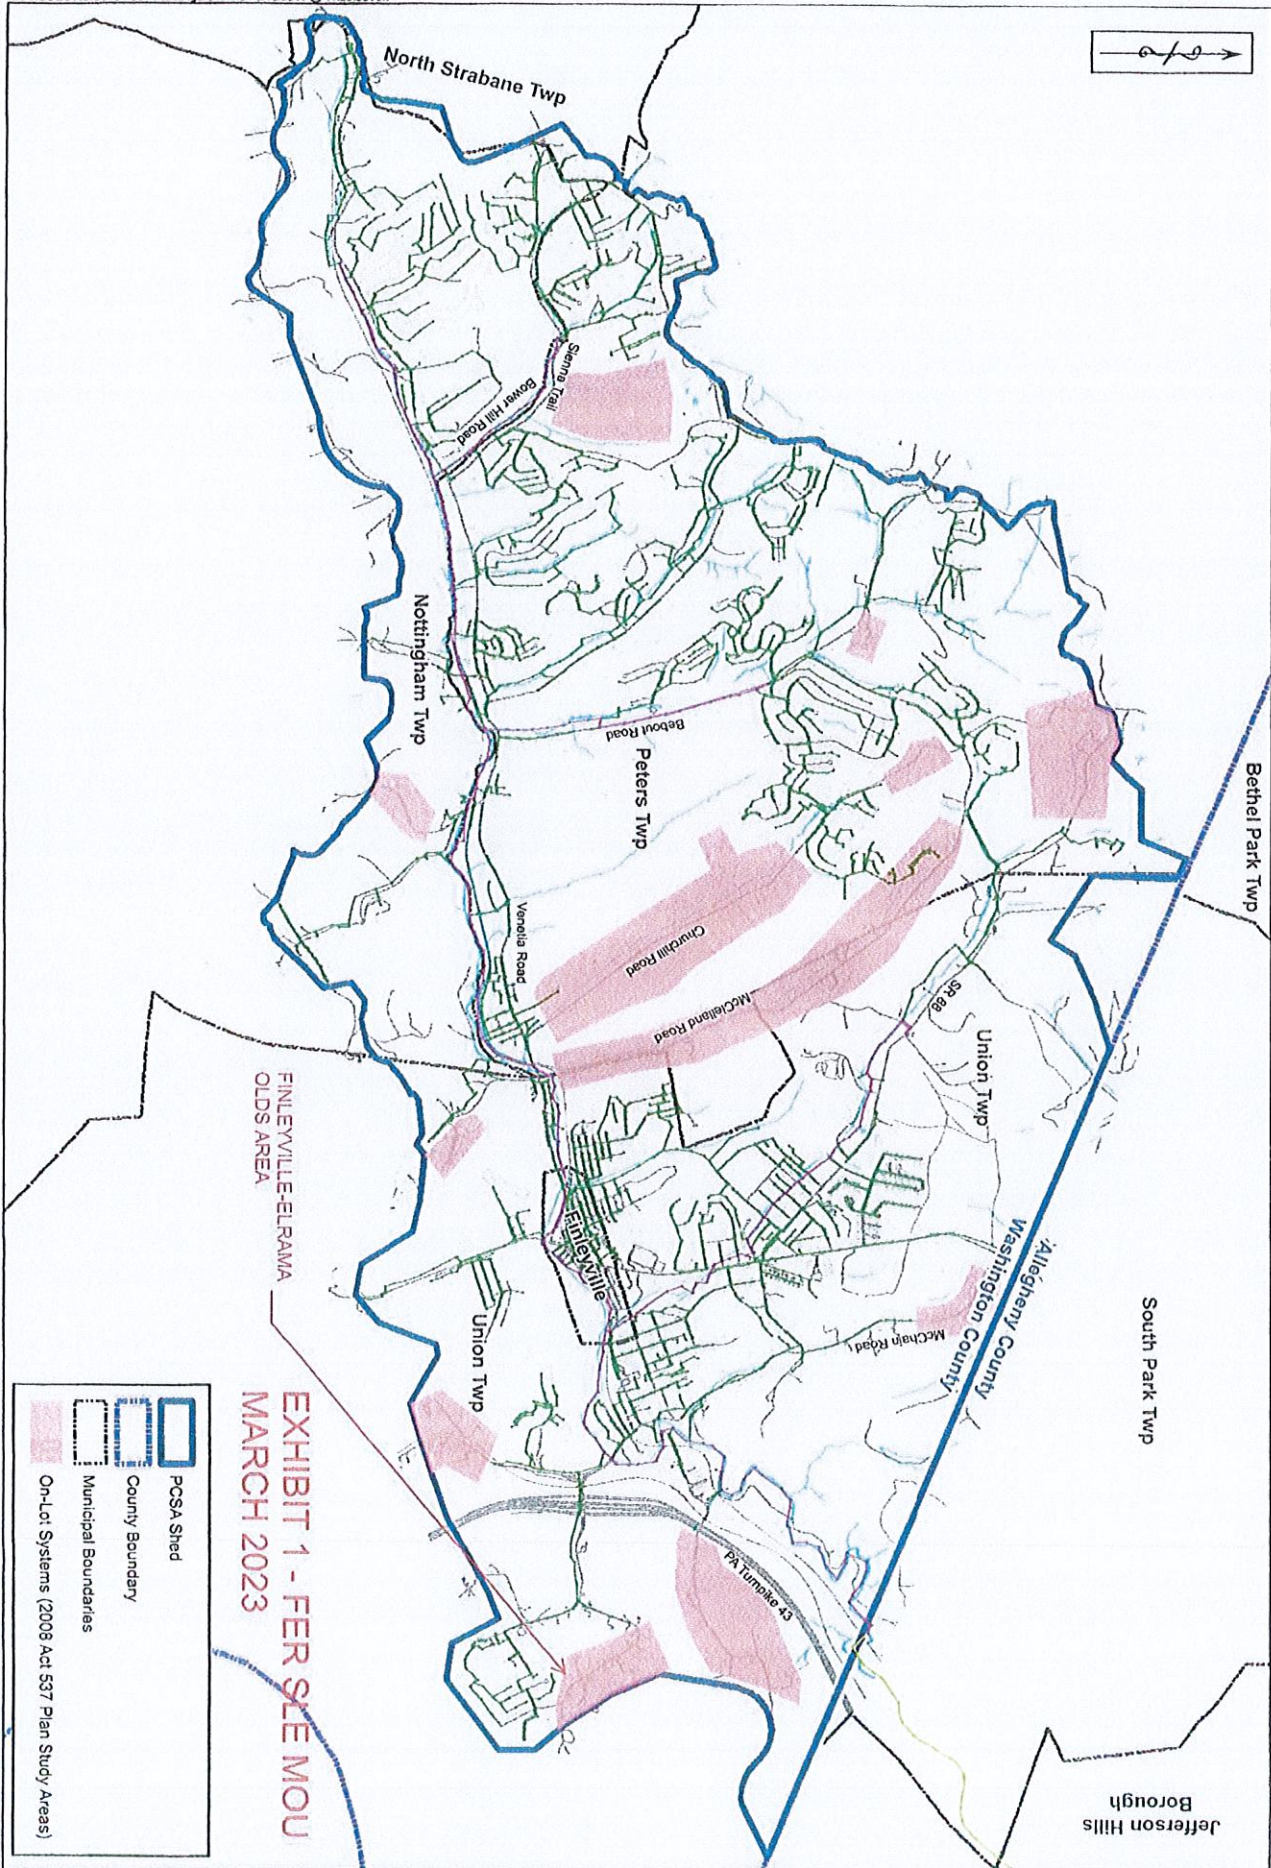 North Strabane Twp
Bethel Park Twp
Sienna Trail
Bower Hill Road
Nottingham Twp
Bebout Road
Peters Twp
Venetia Road
Churchill Road
McClelland Road
SR 88
Union Twp
Allegheny County
Washington County
South Park Twp
Finleyville
McChain Road
Union Twp
PA Turnpike 43
Jefferson Hills
Borough
FINLEYVILLE-ELRAMA
OLDS AREA
EXHIBIT 1 - FER SLE MOU
MARCH 2023
PCSA Shed
County Boundary
Municipal Boundaries
On-Lot Systems (2008 Act 537 Plan Study Areas)